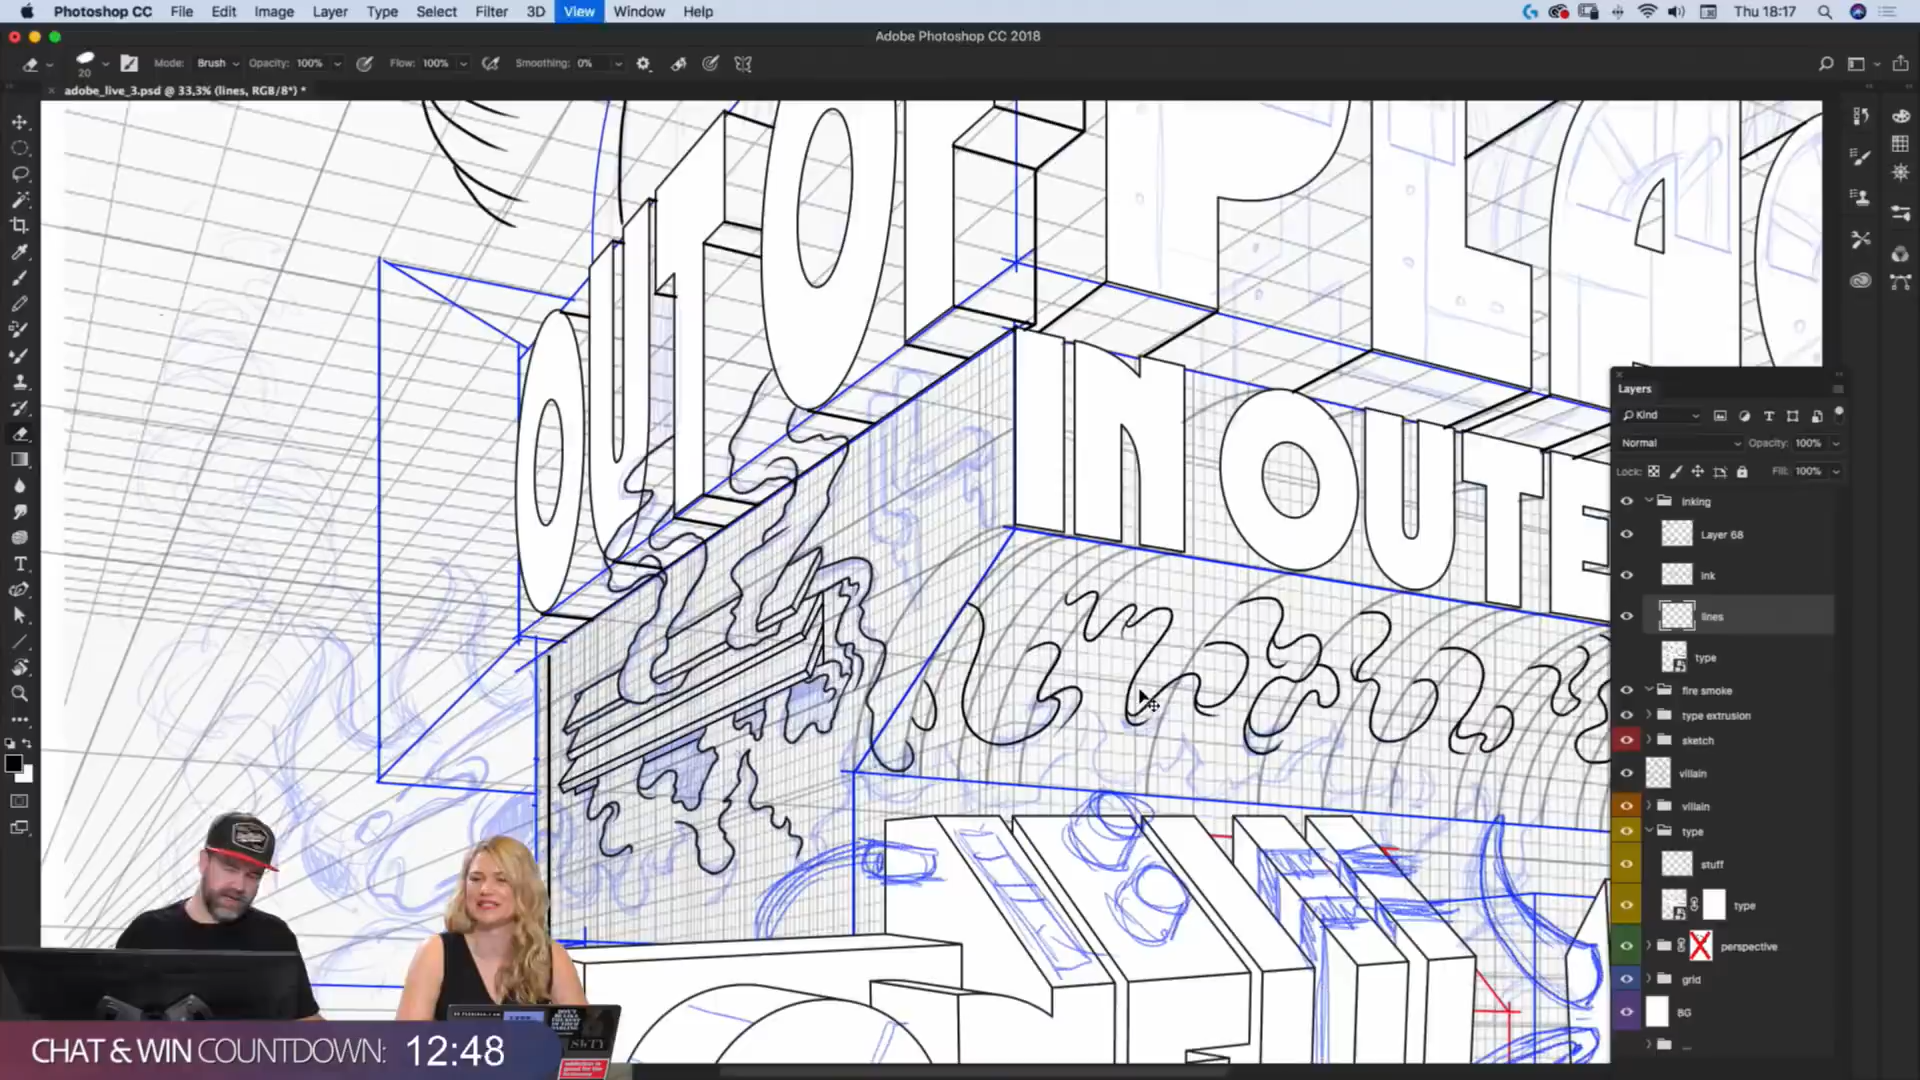 Photoshop CC File Edit Image Layer Type Select Filter 3D View Window Help Thu 18:17
Adobe Photoshop CC 2018
20 Mode: Brush Opacity: 100% Flow: 100% Smoothing: 0%
adobe_live_3.psd @ 33,3% (lines, RGB/8*) *
OUT OF PLA
IN OUTE
Layers
Kind
Normal Opacity: 100%
Lock: Fill: 100%
inking
Layer 68
ink
lines
type
fire smoke
type extrusion
sketch
villain
villain
type
stuff
type
perspective
grid
BG
CHAT & WIN COUNTDOWN: 12:48